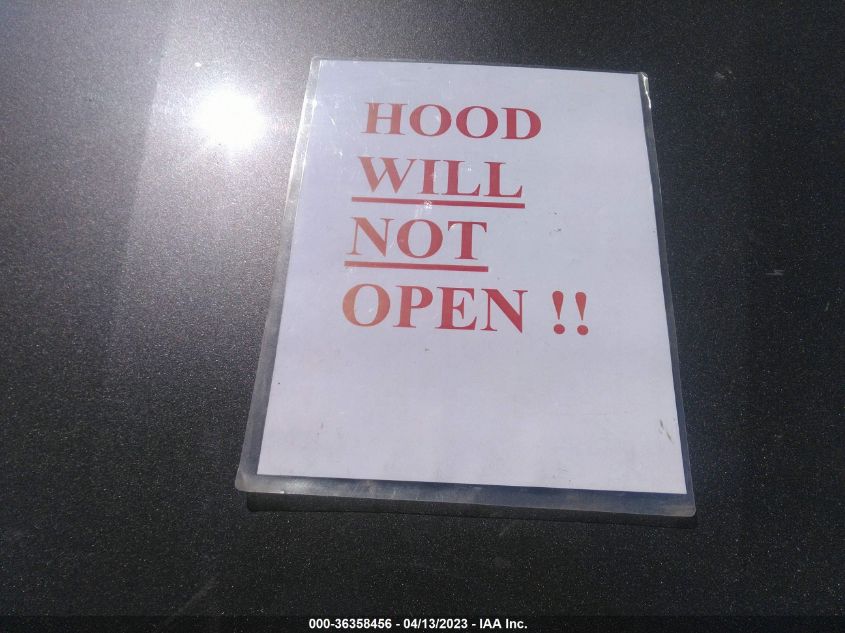 HOOD
WILL
NOT
OPEN !!
000-36358456 - 04/13/2023 - IAA Inc.